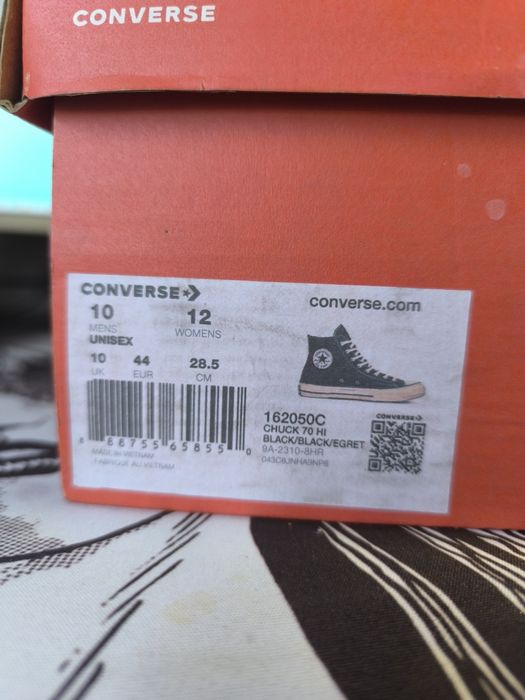 CONVERSE
CONVERSE
converse.com
10 12
MENS WOMENS
UNISEX
10 44 28.5
UK EUR CM
162050C
CHUCK 70 HI
BLACK/BLACK/EGRET
9A-2310-8HR
CONVERSE
8 88755 65855 0
MADE IN VIETNAM
FABRIQUE AU VIETNAM